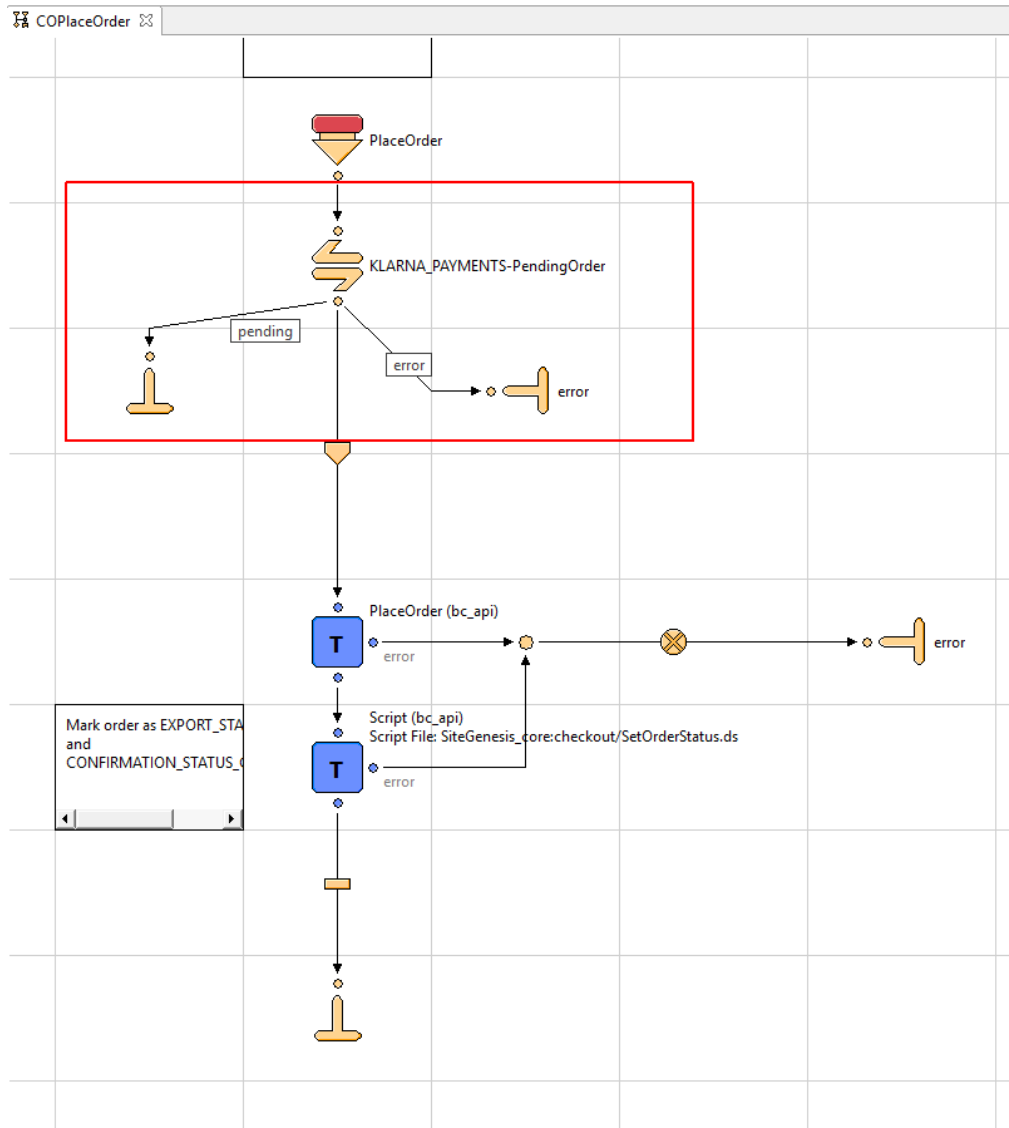 COPlaceOrder
PlaceOrder
KLARNA_PAYMENTS-PendingOrder
pending
error
error
PlaceOrder (bc_api)
T
error
error
Mark order as EXPORT_STA
and
CONFIRMATION_STATUS_
Script (bc_api)
Script File: SiteGenesis_core:checkout/SetOrderStatus.ds
T
error